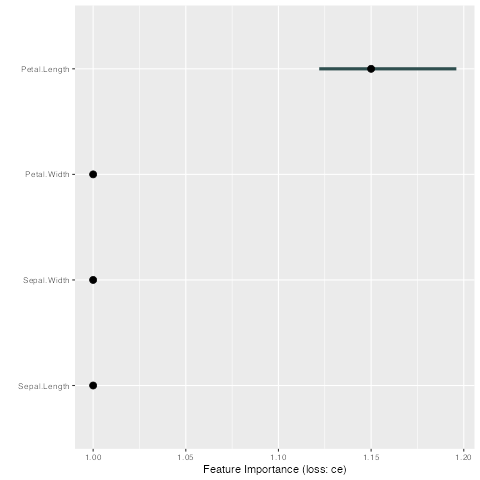 Petal.Length
Petal.Width
Sepal.Width
Sepal.Length
1.00 1.05 1.10 1.15 1.20
Feature Importance (loss: ce)